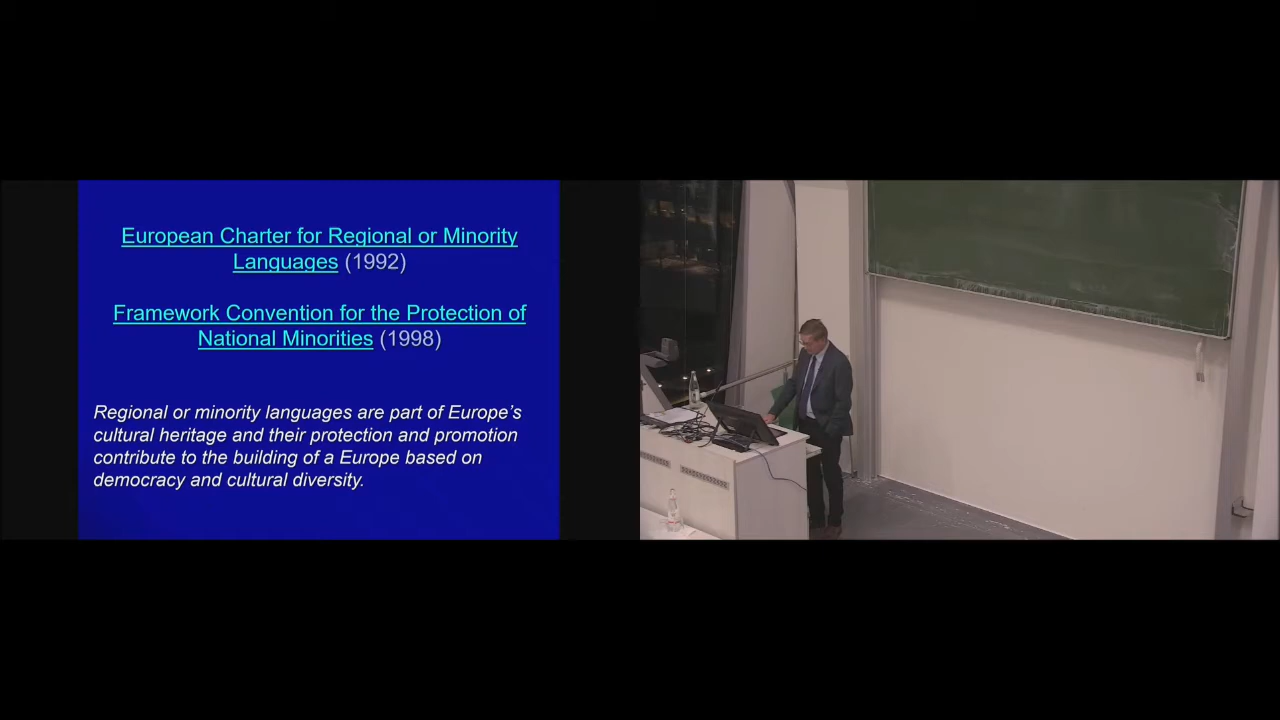 European Charter for Regional or Minority
Languages (1992)
Framework Convention for the Protection of
National Minorities (1998)
Regional or minority languages are part of Europe’s
cultural heritage and their protection and promotion
contribute to the building of a Europe based on
democracy and cultural diversity.